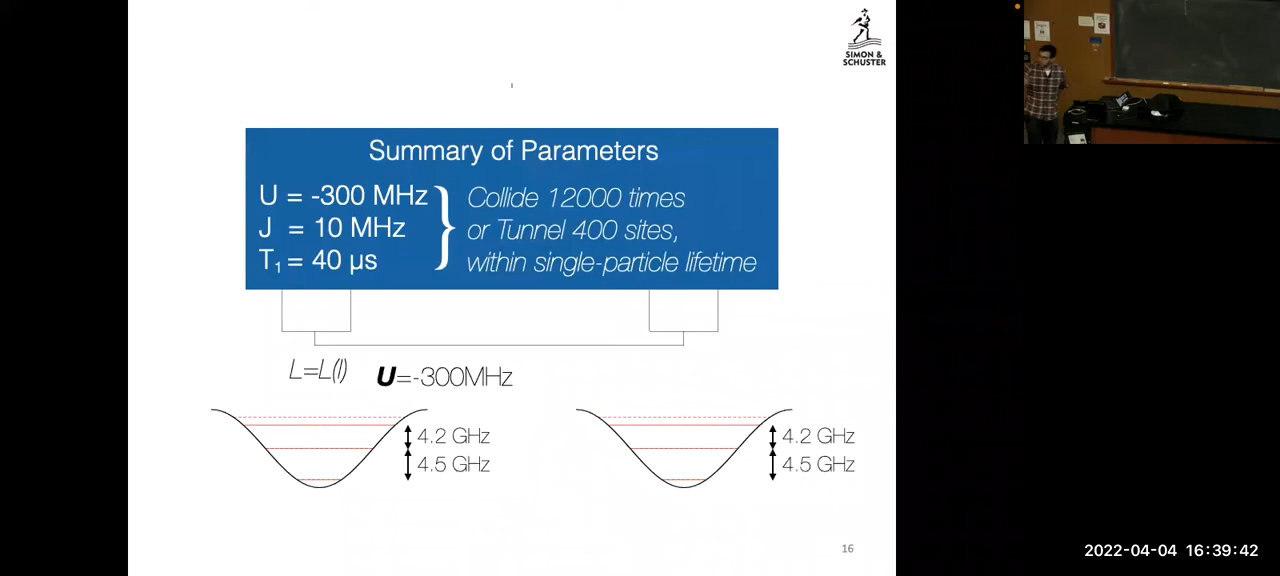 SIMON &
SCHUSTER
Summary of Parameters
U = -300 MHz
J = 10 MHz
T1 = 40 µs
Collide 12000 times
or Tunnel 400 sites,
within single-particle lifetime
L=L(I)
U=-300MHz
4.2 GHz
4.5 GHz
4.2 GHz
4.5 GHz
16
2022-04-04 16:39:42